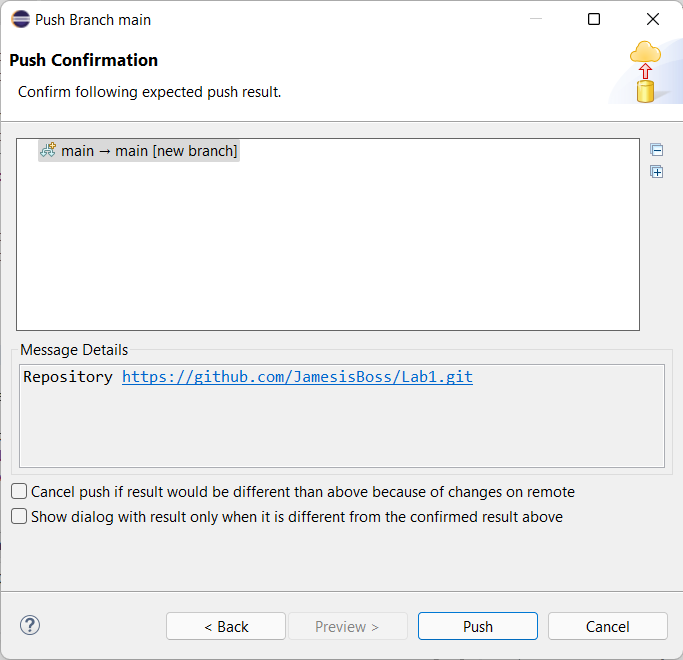 Push Branch main
Push Confirmation
Confirm following expected push result.
main → main [new branch]
Message Details
Repository https://github.com/JamesisBoss/Lab1.git
Cancel push if result would be different than above because of changes on remote
Show dialog with result only when it is different from the confirmed result above
? < Back Preview > Push Cancel